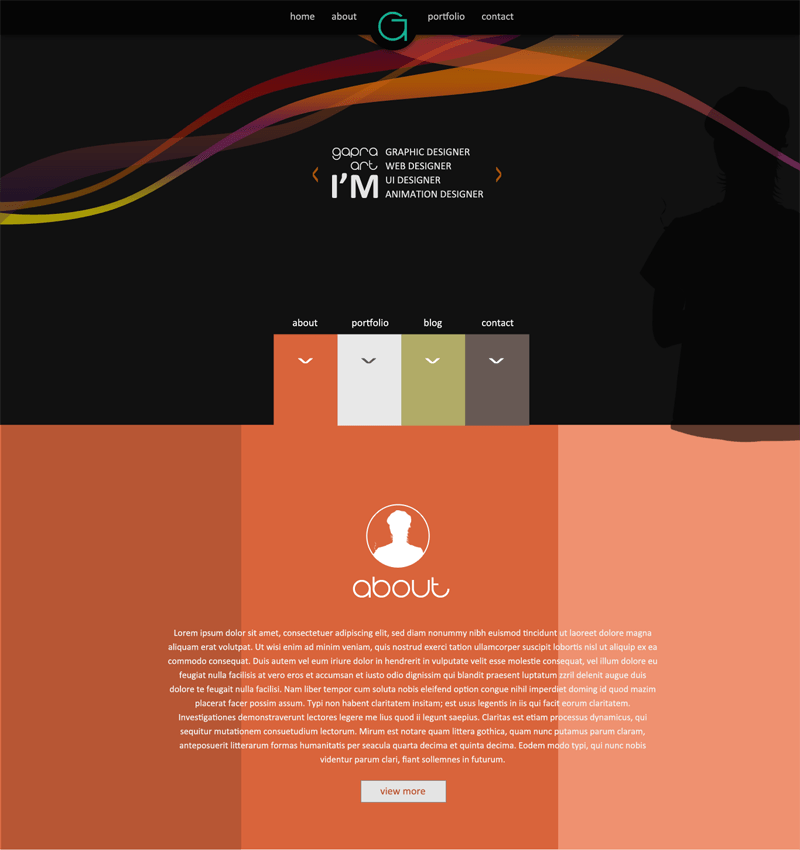 home about G portfolio contact
gapra art I'M
GRAPHIC DESIGNER
WEB DESIGNER
UI DESIGNER
ANIMATION DESIGNER
about portfolio blog contact
about
Lorem ipsum dolor sit amet, consectetuer adipiscing elit, sed diam nonummy nibh euismod tincidunt ut laoreet dolore magna
aliquam erat volutpat. Ut wisi enim ad minim veniam, quis nostrud exerci tation ullamcorper suscipit lobortis nisl ut aliquip ex ea
commodo consequat. Duis autem vel eum iriure dolor in hendrerit in vulputate velit esse molestie consequat, vel illum dolore eu
feugiat nulla facilisis at vero eros et accumsan et iusto odio dignissim qui blandit praesent luptatum zzril delenit augue duis
dolore te feugait nulla facilisi. Nam liber tempor cum soluta nobis eleifend option congue nihil imperdiet doming id quod mazim
placerat facer possim assum. Typi non habent claritatem insitam; est usus legentis in iis qui facit eorum claritatem.
Investigationes demonstraverunt lectores legere me lius quod ii legunt saepius. Claritas est etiam processus dynamicus, qui
sequitur mutationem consuetudium lectorum. Mirum est notare quam littera gothica, quam nunc putamus parum claram,
anteposuerit litterarum formas humanitatis per seacula quarta decima et quinta decima. Eodem modo typi, qui nunc nobis
videntur parum clari, fiant sollemnes in futurum.
view more